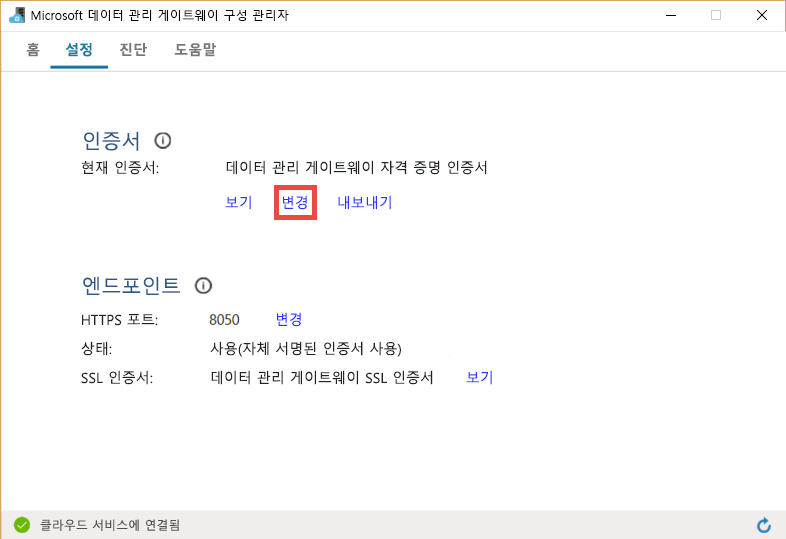 Microsoft 데이터 관리 게이트웨이 구성 관리자
홈 설정 진단 도움말
인증서
현재 인증서: 데이터 관리 게이트웨이 자격 증명 인증서
보기 변경 내보내기
엔드포인트
HTTPS 포트: 8050 변경
상태: 사용(자체 서명된 인증서 사용)
SSL 인증서: 데이터 관리 게이트웨이 SSL 인증서 보기
클라우드 서비스에 연결됨